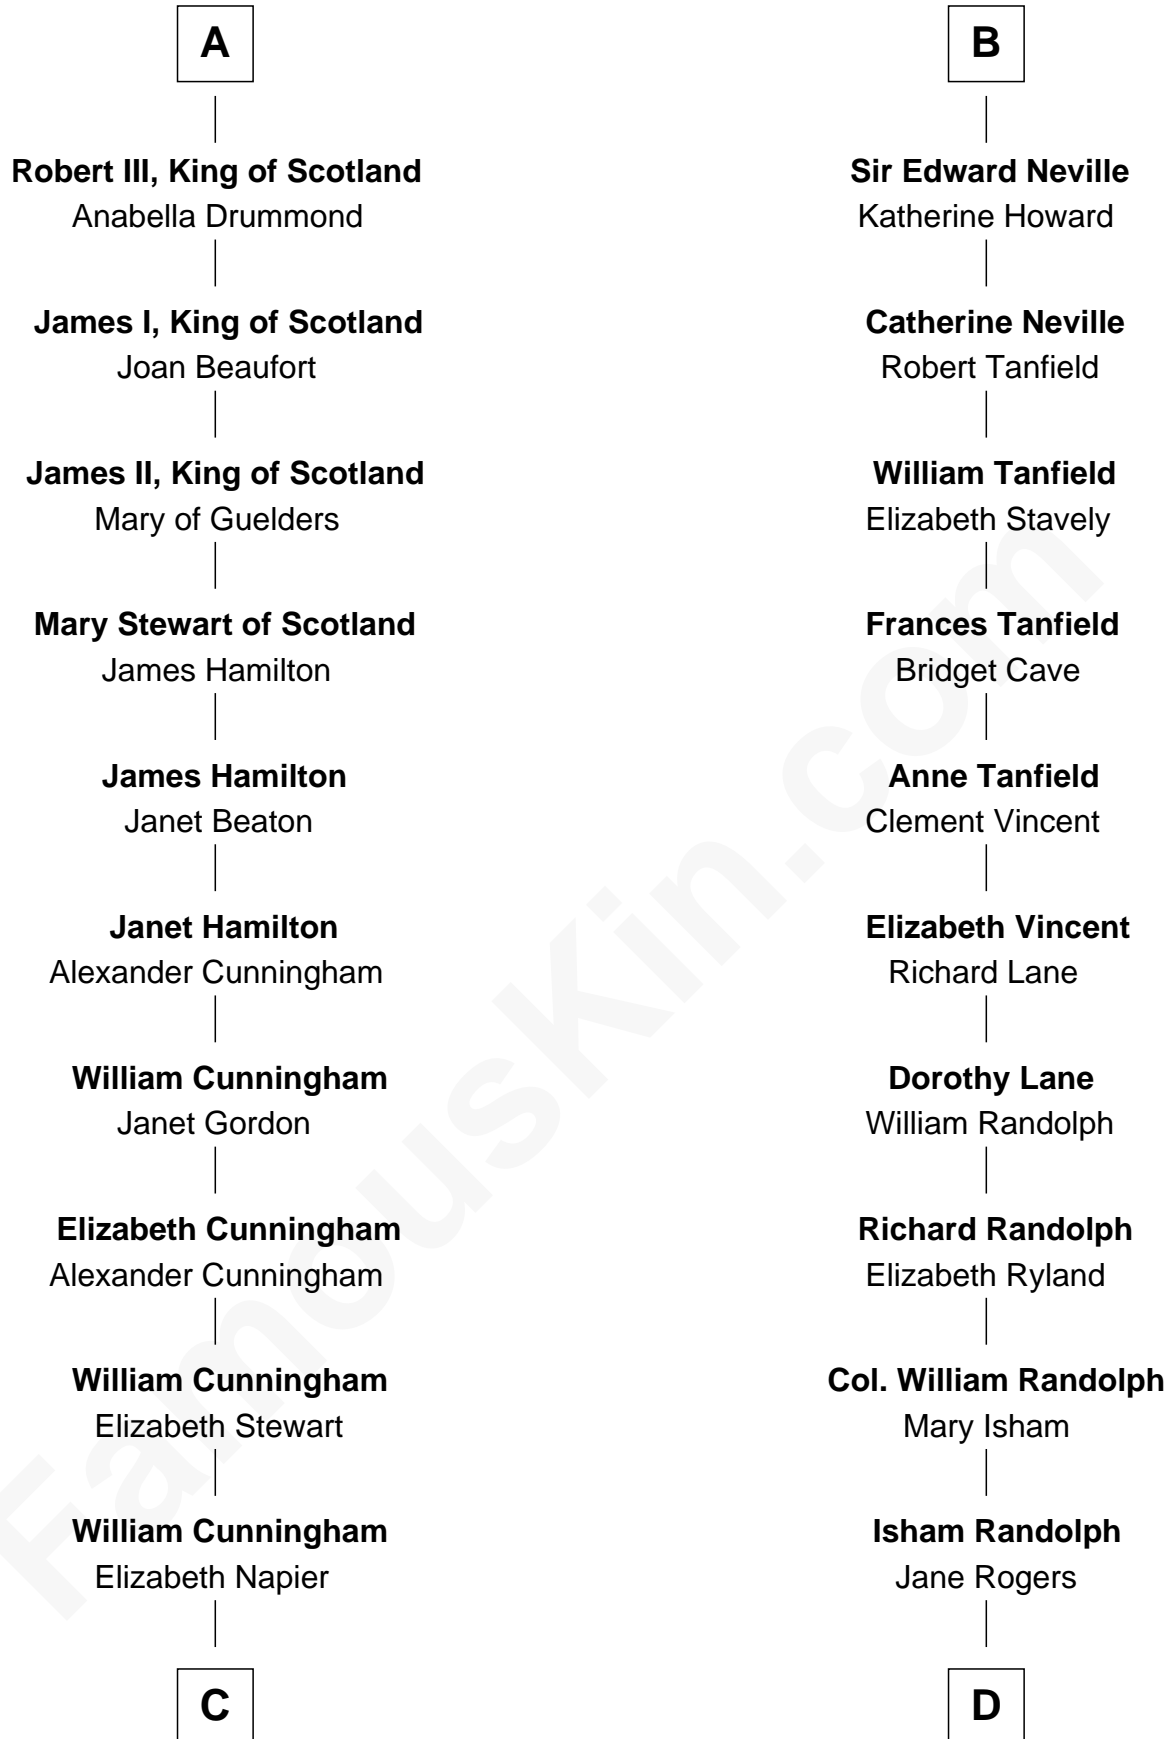 A
Robert III, King of Scotland
Anabella Drummond
James I, King of Scotland
Joan Beaufort
James II, King of Scotland
Mary of Guelders
Mary Stewart of Scotland
James Hamilton
James Hamilton
Janet Beaton
Janet Hamilton
Alexander Cunningham
William Cunningham
Janet Gordon
Elizabeth Cunningham
Alexander Cunningham
William Cunningham
Elizabeth Stewart
William Cunningham
Elizabeth Napier
C
B
Sir Edward Neville
Katherine Howard
Catherine Neville
Robert Tanfield
William Tanfield
Elizabeth Stavely
Frances Tanfield
Bridget Cave
Anne Tanfield
Clement Vincent
Elizabeth Vincent
Richard Lane
Dorothy Lane
William Randolph
Richard Randolph
Elizabeth Ryland
Col. William Randolph
Mary Isham
Isham Randolph
Jane Rogers
D
FamousKin.com